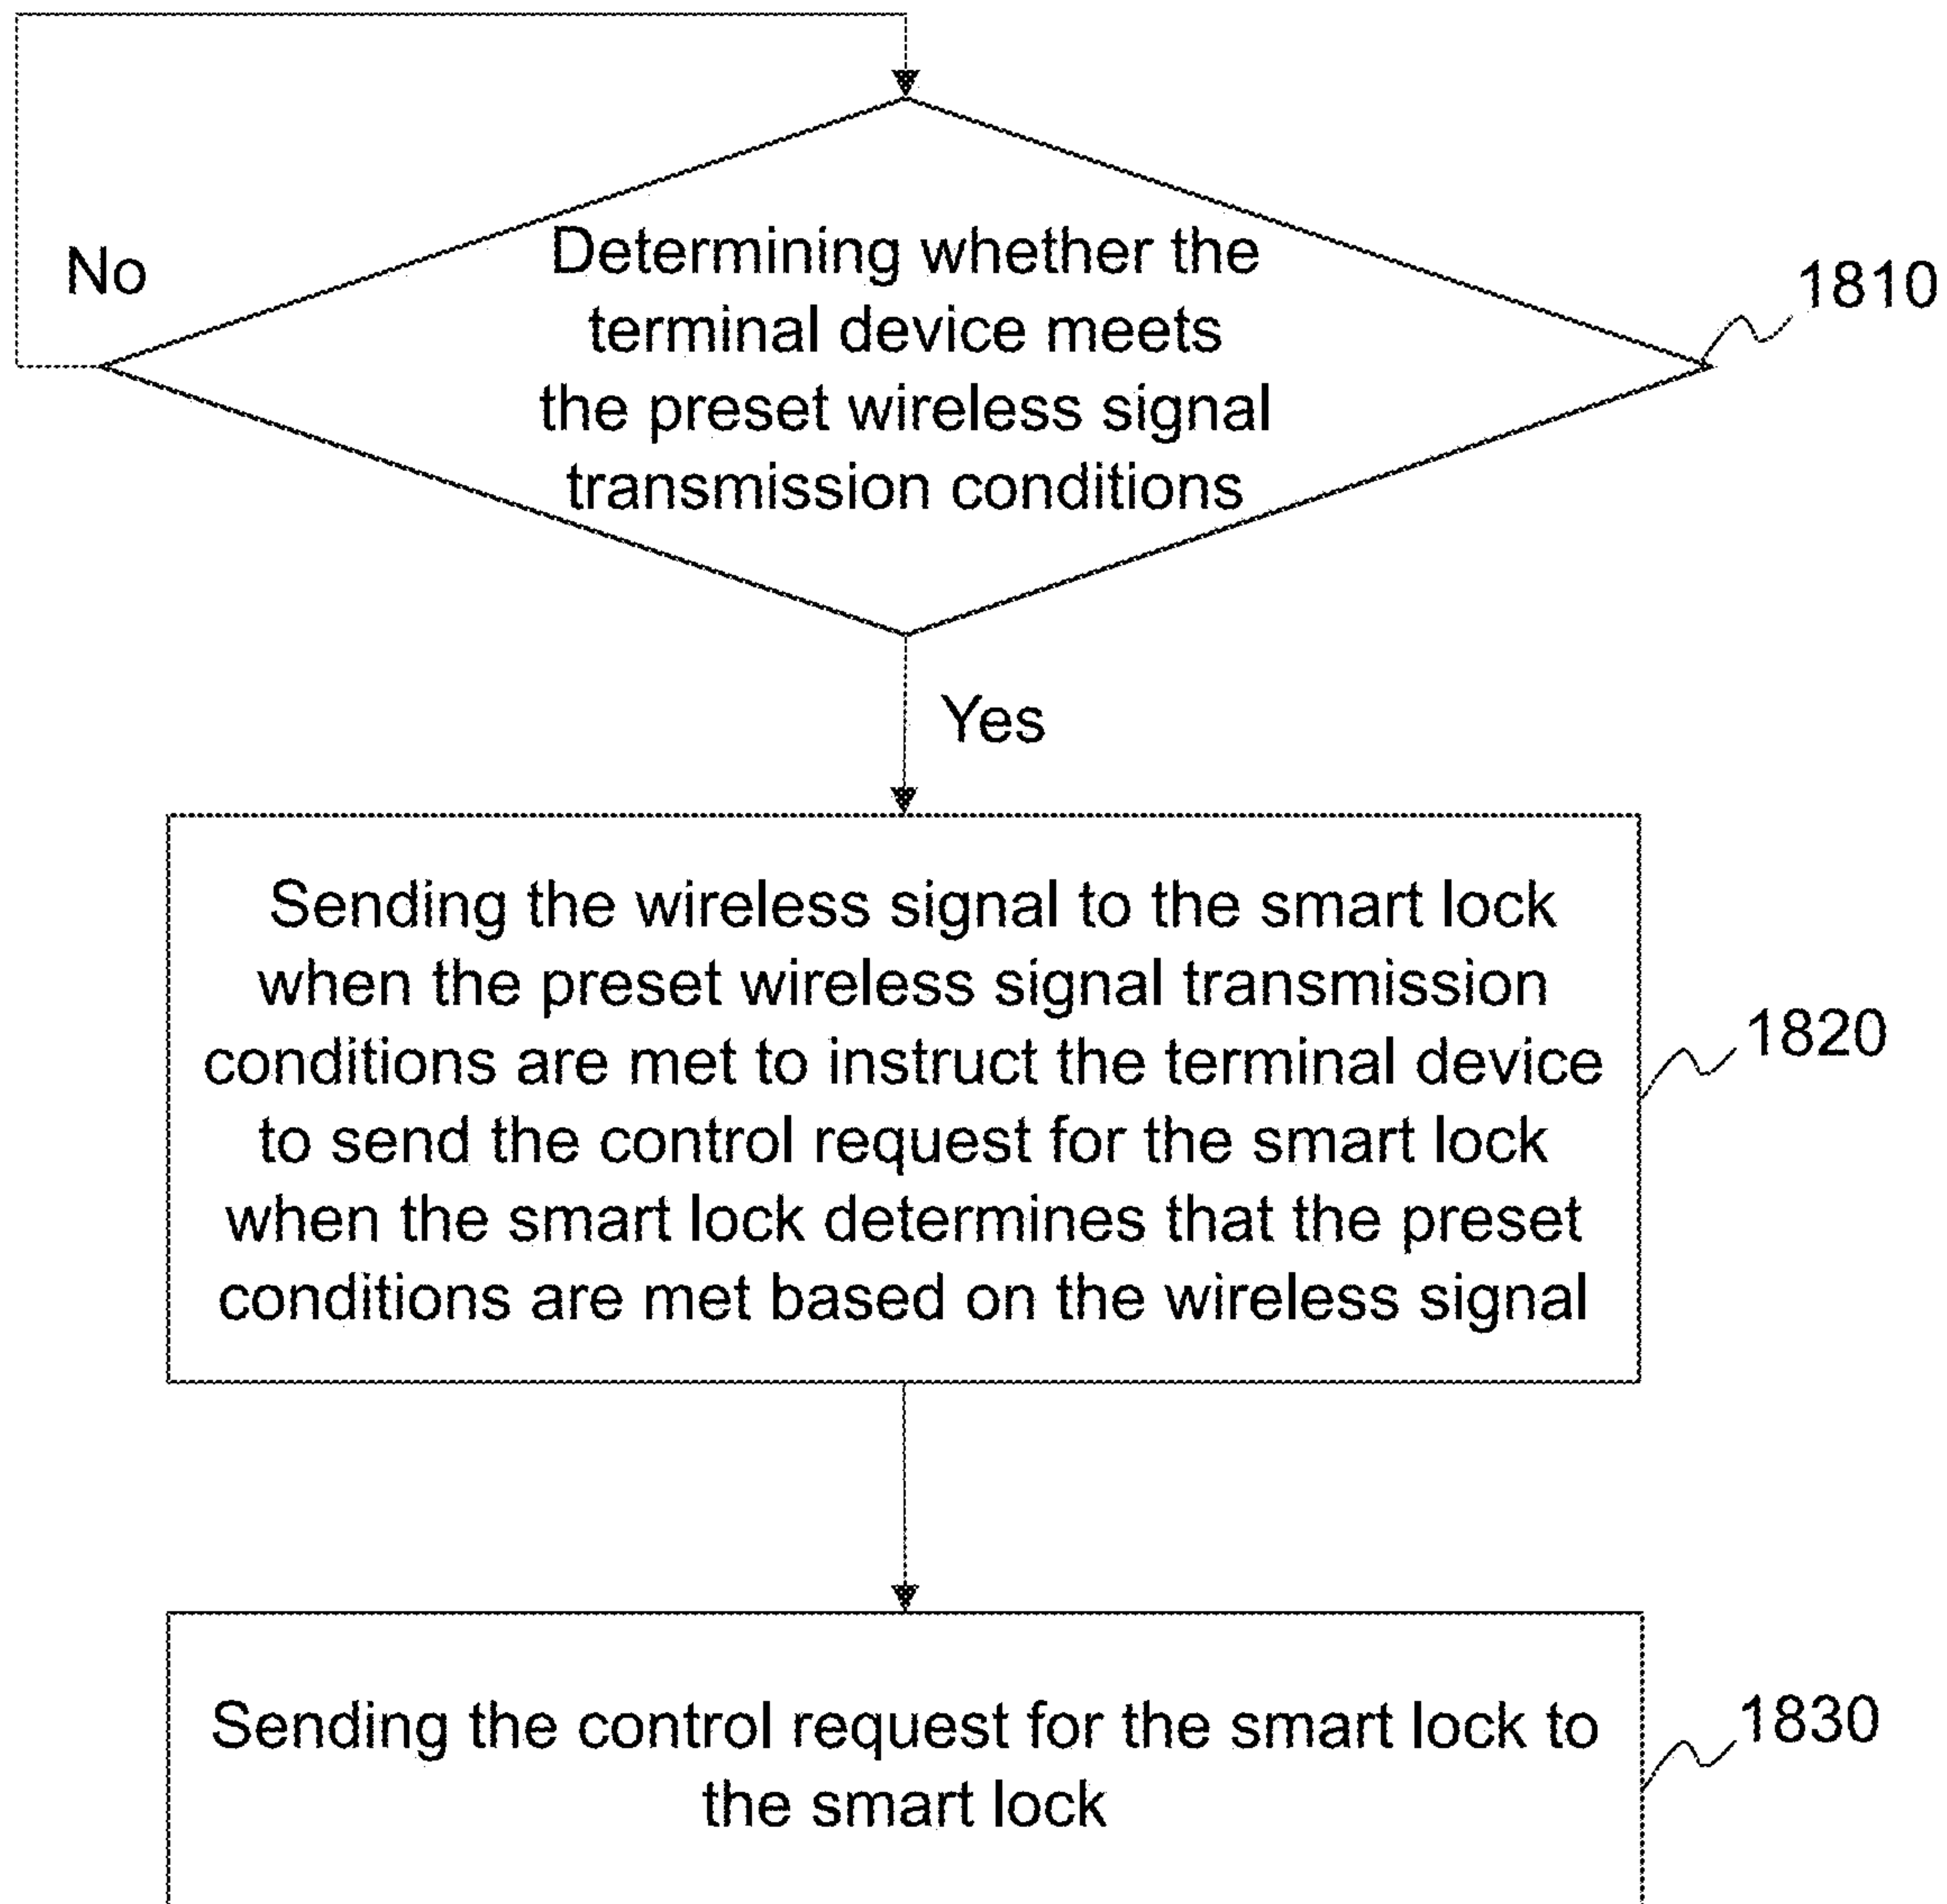 No
Determining whether the
terminal device meets
the preset wireless signal
transmission conditions
1810
Yes
Sending the wireless signal to the smart lock
when the preset wireless signal transmission
conditions are met to instruct the terminal device
to send the control request for the smart lock
when the smart lock determines that the preset
conditions are met based on the wireless signal
1820
Sending the control request for the smart lock to
the smart lock
1830